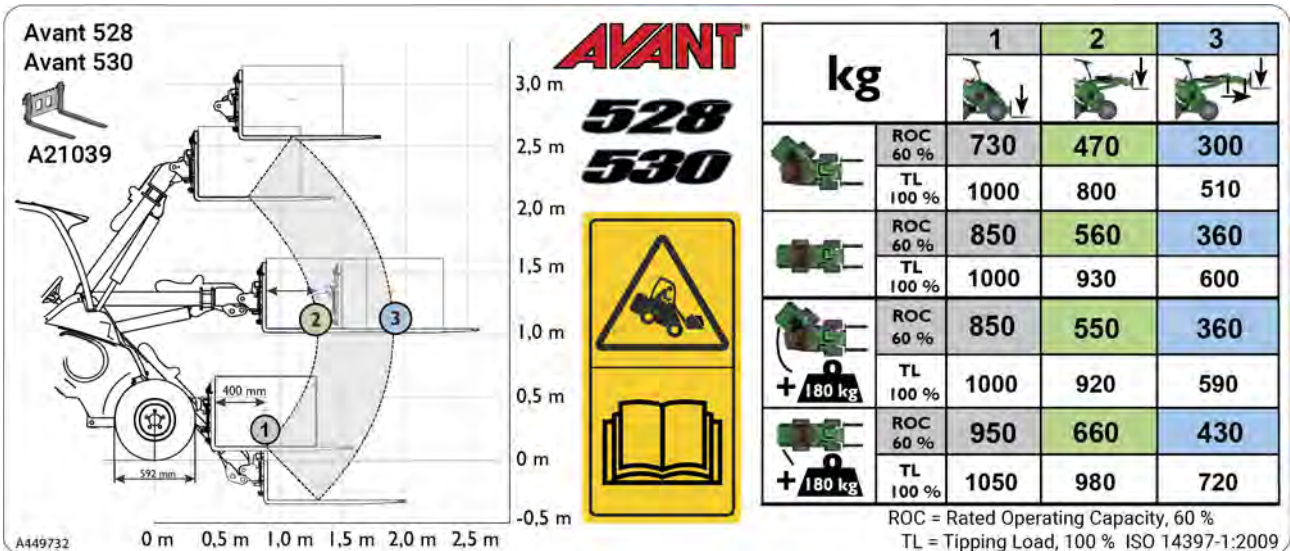 Avant 528
Avant 530
A21039
3,0 m
2,5 m
2,0 m
1,5 m
1,0 m
0,5 m
0 m
-0,5 m
2
3
400 mm
1
592 mm
0 m 0,5 m 1,0 m 1,5 m 2,0 m 2,5 m
A449732
AVANT®
528
530
kg
1 2 3
ROC 60 % 730 470 300
TL 100 % 1000 800 510
ROC 60 % 850 560 360
TL 100 % 1000 930 600
ROC 60 % 850 550 360
+ 180 kg
TL 100 % 1000 920 590
ROC 60 % 950 660 430
+ 180 kg
TL 100 % 1050 980 720
ROC = Rated Operating Capacity, 60 %
TL = Tipping Load, 100 % ISO 14397-1:2009